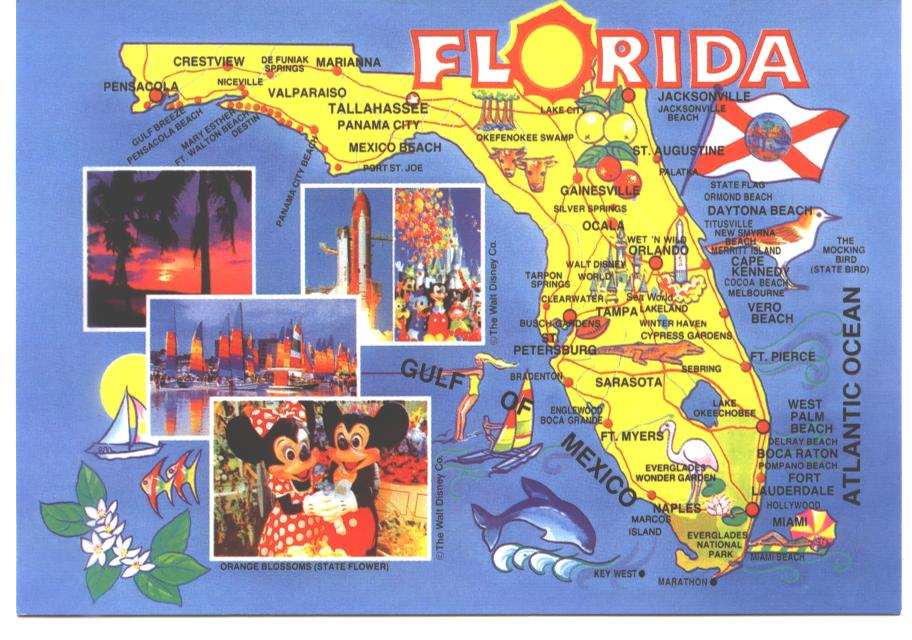 FLORIDA
CRESTVIEW
DE FUNIAK
SPRINGS
MARIANNA
PENSACOLA
NICEVILLE
VALPARAISO
TALLAHASSEE
PANAMA CITY
MEXICO BEACH
PORT ST. JOE
GULF BREEZE
PENSACOLA BEACH
MARY ESTHER
FT. WALTON BEACH
DESTIN
PANAMA CITY BEACH
LAKE CITY
OKEFENOKEE SWAMP
JACKSONVILLE
JACKSONVILLE
BEACH
ST. AUGUSTINE
PALATKA
STATE FLAG
ORMOND BEACH
GAINESVILLE
SILVER SPRINGS
OCALA
DAYTONA BEACH
TITUSVILLE
NEW SMYRNA
BEACH
MERRITT ISLAND
WET 'N WILD
ORLANDO
WALT DISNEY
WORLD
CAPE
KENNEDY
COCOA BEACH
MELBOURNE
THE
MOCKING
BIRD
(STATE BIRD)
TARPON
SPRINGS
CLEARWATER
Sea World
LAKELAND
TAMPA
VERO
BEACH
BUSCH GARDENS
WINTER HAVEN
CYPRESS GARDENS
ST.
PETERSBURG
FT. PIERCE
SEBRING
BRADENTON
SARASOTA
GULF
OF
MEXICO
ATLANTIC OCEAN
LAKE
OKEECHOBEE
ENGLEWOOD
BOCA GRANDE
FT. MYERS
WEST
PALM
BEACH
DELRAY BEACH
BOCA RATON
POMPANO BEACH
FORT
LAUDERDALE
HOLLYWOOD
EVERGLADES
WONDER GARDEN
NAPLES
MARCOS
ISLAND
MIAMI
EVERGLADES
NATIONAL
PARK
MIAMI BEACH
KEY WEST
MARATHON
©The Walt Disney Co.
©The Walt Disney Co.
ORANGE BLOSSOMS (STATE FLOWER)